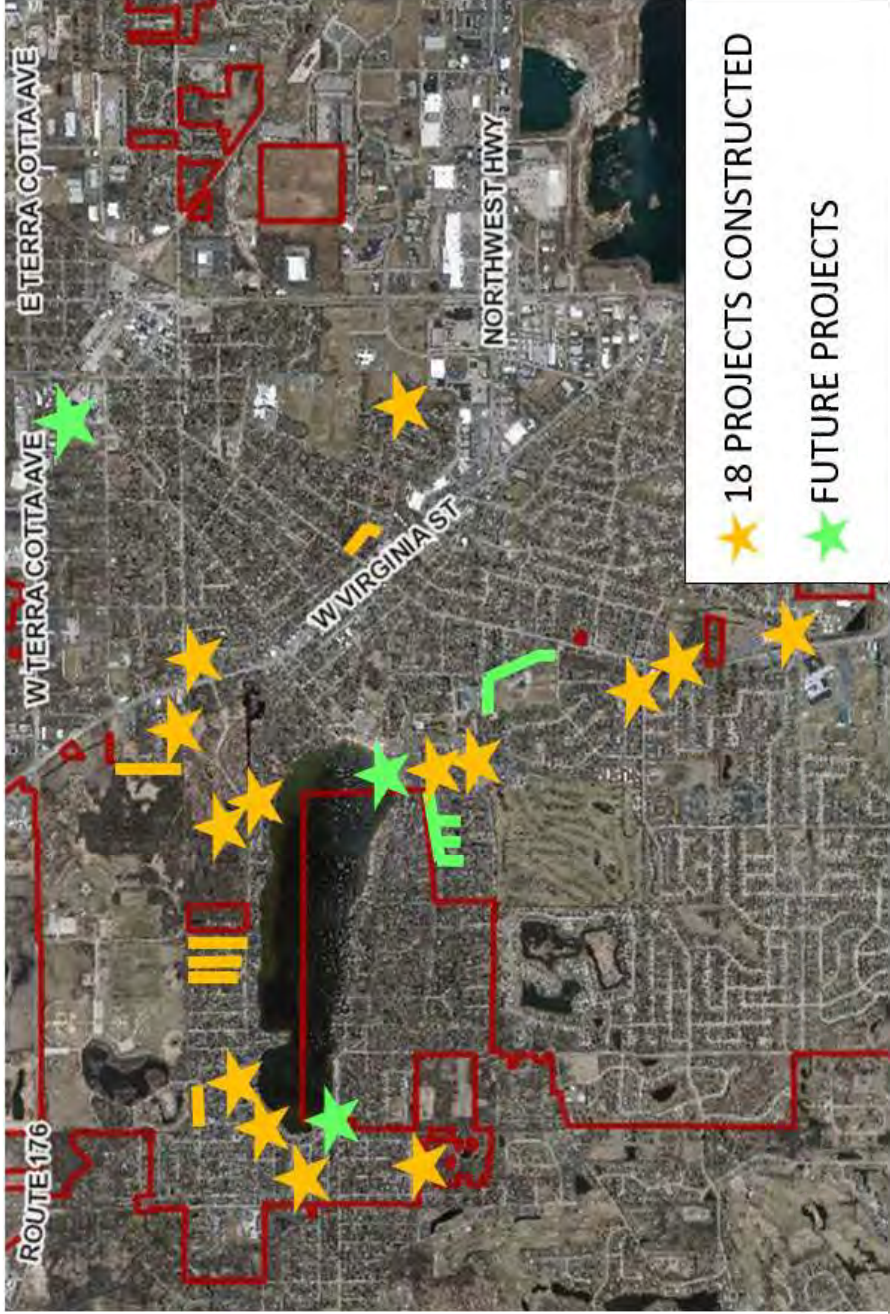 ROUTE 176
W TERRA COTTA AVE
E TERRA COTTA AVE
W VIRGINIA ST
NORTHWEST HWY
18 PROJECTS CONSTRUCTED
FUTURE PROJECTS